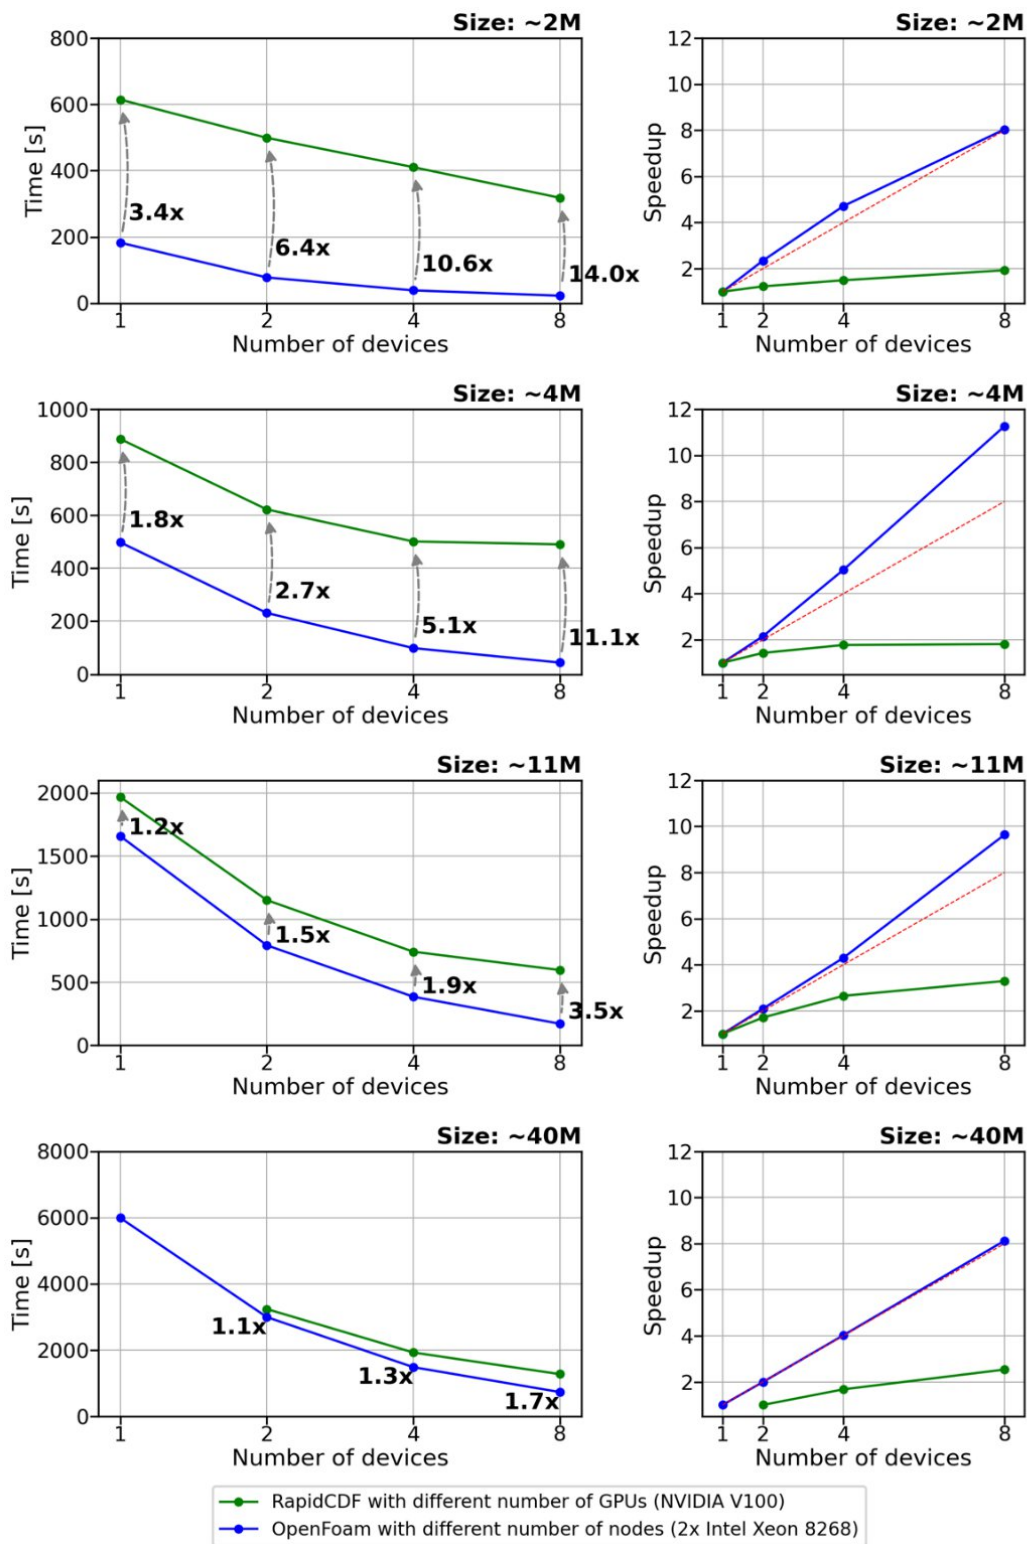 Size: ~2M
800
600
400
200
0
Time [s]
3.4x
6.4x
10.6x
14.0x
1
2
4
8
Number of devices
Size: ~2M
12
10
8
6
4
2
Speedup
1
2
4
8
Number of devices
Size: ~4M
1000
800
600
400
200
0
Time [s]
1.8x
2.7x
5.1x
11.1x
1
2
4
8
Number of devices
Size: ~4M
12
10
8
6
4
2
Speedup
1
2
4
8
Number of devices
Size: ~11M
2000
1500
1000
500
0
Time [s]
1.2x
1.5x
1.9x
3.5x
1
2
4
8
Number of devices
Size: ~11M
12
10
8
6
4
2
Speedup
1
2
4
8
Number of devices
Size: ~40M
8000
6000
4000
2000
0
Time [s]
1.1x
1.3x
1.7x
1
2
4
8
Number of devices
Size: ~40M
12
10
8
6
4
2
Speedup
1
2
4
8
Number of devices
RapidCDF with different number of GPUs (NVIDIA V100)
OpenFoam with different number of nodes (2x Intel Xeon 8268)